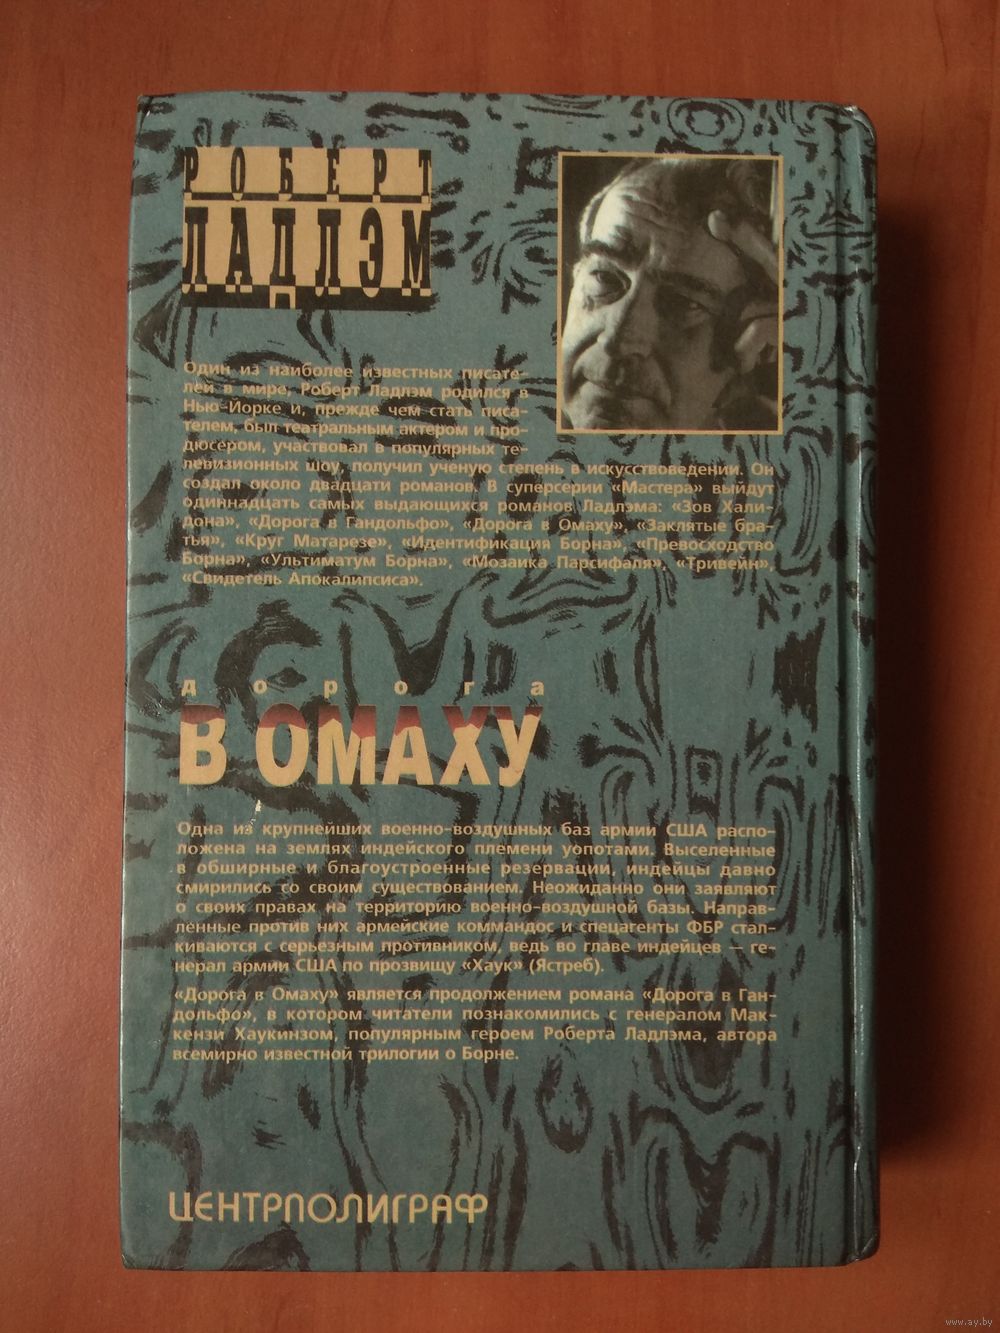 РОБЕРТ
ЛАДЛЭМ
Один из наиболее известных писате-
лей в мире, Роберт Ладлэм родился в
Нью-Йорке и, прежде чем стать писа-
телем, был театральным актером и про-
дюсером, участвовал в популярных те-
левизионных шоу, получил ученую степень в искусствоведении. Он
создал около двадцати романов. В суперсерии «Мастера» выйдут
одиннадцать самых выдающихся романов Ладлэма: «Зов Хали-
дона», «Дорога в Гандольфо», «Дорога в Омаху», «Заклятые бра-
тья», «Круг Матарезе», «Идентификация Борна», «Превосходство
Борна», «Ультиматум Борна», «Мозаика Парсифаля», «Тривейн»,
«Свидетель Апокалипсиса».
дорога
В ОМАХУ
Одна из крупнейших военно-воздушных баз армии США распо-
ложена на землях индейского племени уопотами. Выселенные
в обширные и благоустроенные резервации, индейцы давно
смирились со своим существованием. Неожиданно они заявляют
о своих правах на территорию военно-воздушной базы. Направ-
ленные против них армейские коммандос и спецагенты ФБР стал-
киваются с серьезным противником, ведь во главе индейцев — ге-
нерал армии США по прозвищу «Хаук» (Ястреб).
«Дорога в Омаху» является продолжением романа «Дорога в Ган-
дольфо», в котором читатели познакомились с генералом Мак-
кензи Хаукинзом, популярным героем Роберта Ладлэма, автора
всемирно известной трилогии о Борне.
ЦЕНТРПОЛИГРАФ
www.ay.by